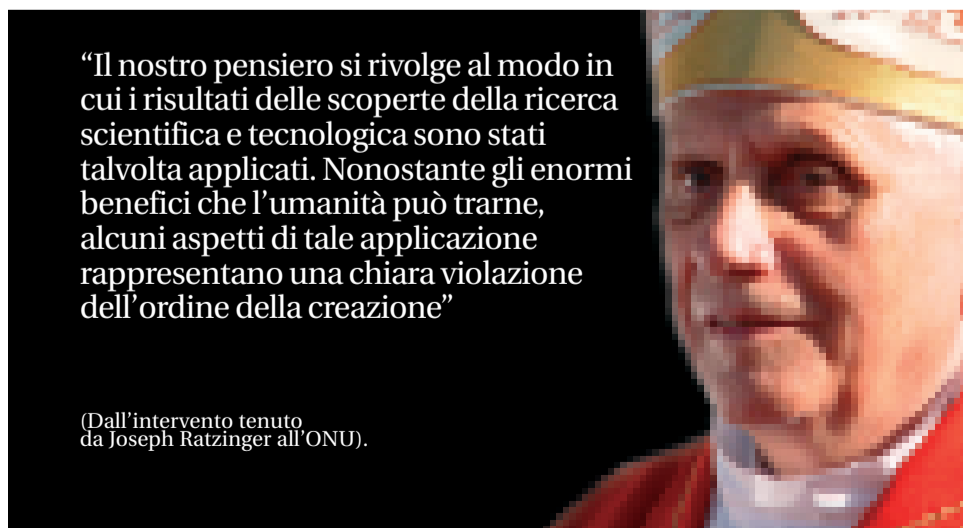 “Il nostro pensiero si rivolge al modo in
cui i risultati delle scoperte della ricerca
scientifica e tecnologica sono stati
talvolta applicati. Nonostante gli enormi
benefici che l’umanità può trarne,
alcuni aspetti di tale applicazione
rappresentano una chiara violazione
dell’ordine della creazione”
(Dall’intervento tenuto
da Joseph Ratzinger all’ONU).